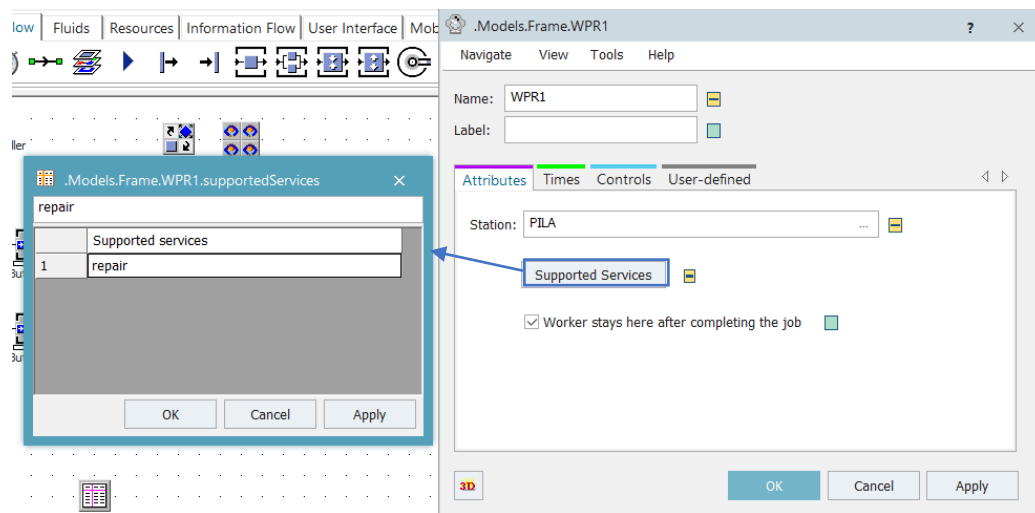 low Fluids Resources Information Flow User Interface Mob
ller
.Models.Frame.WPR1.supportedServices
repair
Supported services
1 repair
OK Cancel Apply
Bu
Bu
.Models.Frame.WPR1 ?
Navigate View Tools Help
Name: WPR1
Label:
Attributes Times Controls User-defined
Station: PILA ...
Supported Services
Worker stays here after completing the job
3D OK Cancel Apply